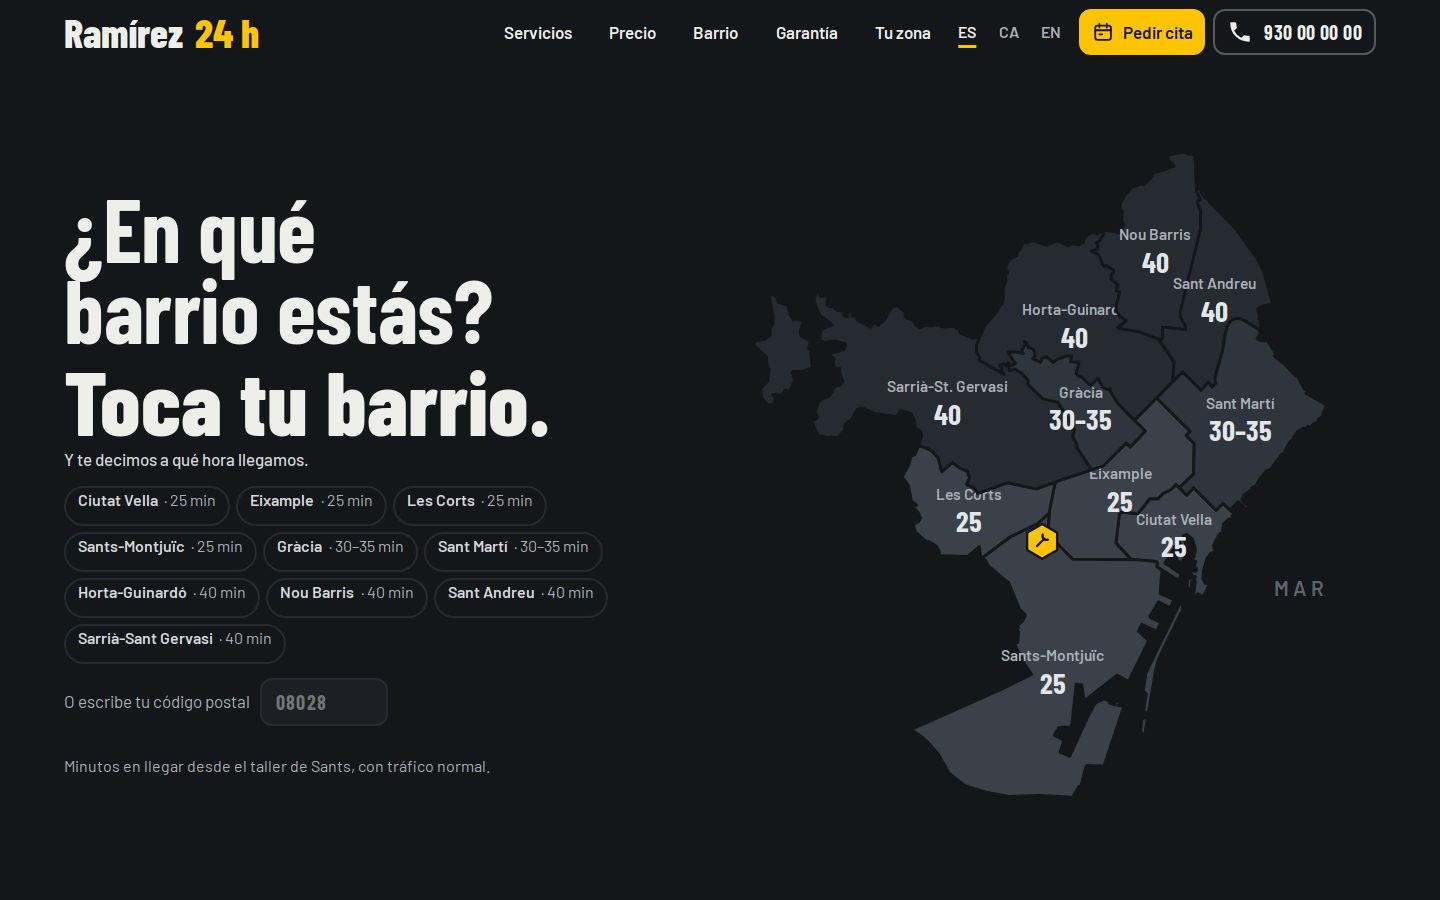 Ramírez 24 h
Servicios
Precio
Barrio
Garantía
Tu zona
ES
CA
EN
Pedir cita
930 00 00 00
¿En qué
barrio estás?
Toca tu barrio.
Y te decimos a qué hora llegamos.
Ciutat Vella · 25 min
Eixample · 25 min
Les Corts · 25 min
Sants-Montjuïc · 25 min
Gràcia · 30–35 min
Sant Martí · 30–35 min
Horta-Guinardó · 40 min
Nou Barris · 40 min
Sant Andreu · 40 min
Sarrià-Sant Gervasi · 40 min
O escribe tu código postal
08028
Minutos en llegar desde el taller de Sants, con tráfico normal.
Nou Barris
40
Sant Andreu
40
Horta-Guinard
40
Sarrià-St. Gervasi
40
Gràcia
30–35
Sant Martí
30–35
Eixample
25
Les Corts
25
Ciutat Vella
25
MAR
Sants-Montjuïc
25